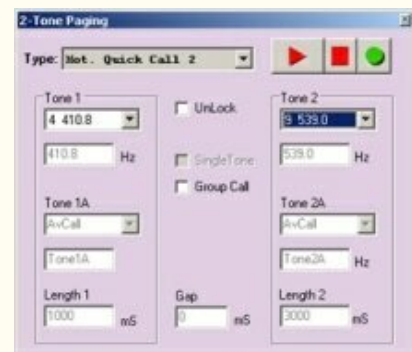 2-Tone Paging
Type: Mot. Quick Call 2
Tone 1
4 410.8
410.8 Hz
Tone 1A
AvCall
Tone1A
Length 1
1000 mS
UnLock
SingleTone
Group Call
Gap
0 mS
Tone 2
9 539.0
539.0 Hz
Tone 2A
AvCall
Tone2A Hz
Length 2
3000 mS